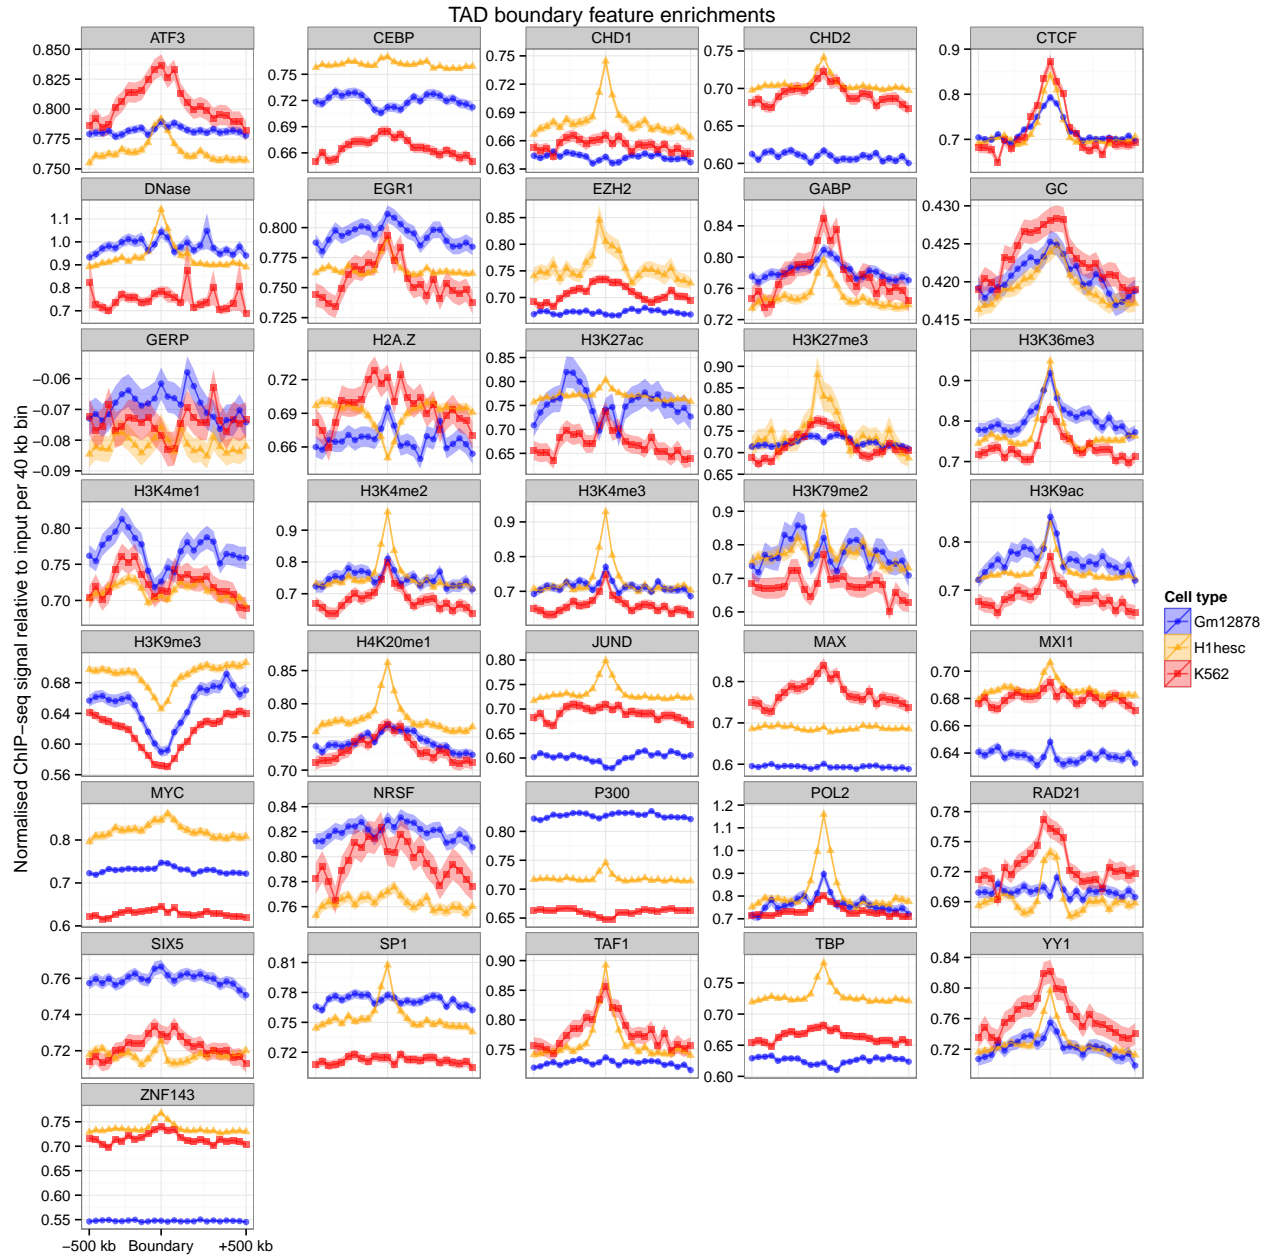 TAD boundary feature enrichments
Normalised ChIP−seq signal relative to input per 40 kb bin
ATF3 CEBP CHD1 CHD2 CTCF
0.850 0.825 0.800 0.775 0.750
0.75 0.72 0.69 0.66
0.75 0.72 0.69 0.66 0.63
0.75 0.70 0.65 0.60
0.9 0.8 0.7
DNase EGR1 EZH2 GABP GC
1.1 1.0 0.9 0.8 0.7
0.800 0.775 0.750 0.725
0.85 0.80 0.75 0.70
0.84 0.80 0.76 0.72
0.430 0.425 0.420 0.415
GERP H2A.Z H3K27ac H3K27me3 H3K36me3
−0.06 −0.07 −0.08 −0.09
0.72 0.69 0.66
0.85 0.80 0.75 0.70 0.65
0.90 0.85 0.80 0.75 0.70 0.65
0.9 0.8 0.7
H3K4me1 H3K4me2 H3K4me3 H3K79me2 H3K9ac
0.80 0.75 0.70
0.9 0.8 0.7
0.9 0.8 0.7
0.9 0.8 0.7 0.6
0.8 0.7
H3K9me3 H4K20me1 JUND MAX MXI1
0.68 0.64 0.60 0.56
0.85 0.80 0.75 0.70
0.80 0.75 0.70 0.65 0.60
0.8 0.7 0.6
0.70 0.68 0.66 0.64
MYC NRSF P300 POL2 RAD21
0.8 0.7 0.6
0.84 0.82 0.80 0.78 0.76
0.80 0.75 0.70 0.65
1.2 1.1 1.0 0.9 0.8 0.7
0.78 0.75 0.72 0.69
SIX5 SP1 TAF1 TBP YY1
0.76 0.74 0.72
0.81 0.78 0.75 0.72
0.90 0.85 0.80 0.75
0.75 0.70 0.65 0.60
0.84 0.80 0.76 0.72
ZNF143
0.75 0.70 0.65 0.60 0.55
−500 kb Boundary +500 kb
Cell type
Gm12878
H1hesc
K562